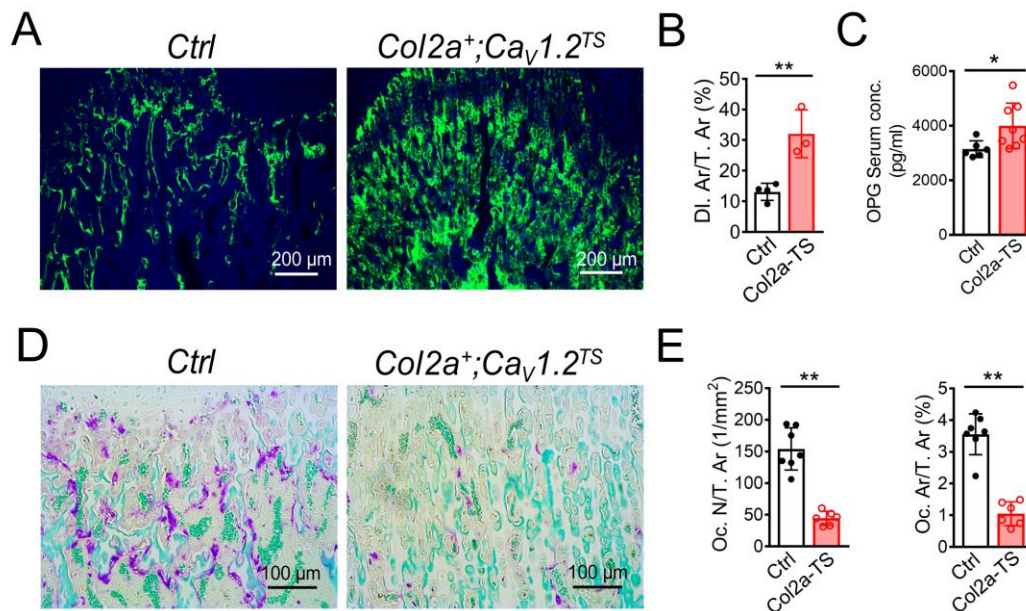 A
Ctrl
Col2a⁺;CaV1.2ᵀˢ
200 µm
200 µm
B
**
Dl. Ar/T. Ar (%)
50
40
30
20
10
0
Ctrl
Col2a-TS
C
*
OPG Serum conc.
(pg/ml)
6000
4000
2000
0
Ctrl
Col2a-TS
D
Ctrl
Col2a⁺;CaV1.2ᵀˢ
100 µm
100 µm
E
**
Oc. N/T. Ar (1/mm²)
250
200
150
100
50
0
Ctrl
Col2a-TS
**
Oc. Ar/T. Ar (%)
5
4
3
2
1
0
Ctrl
Col2a-TS